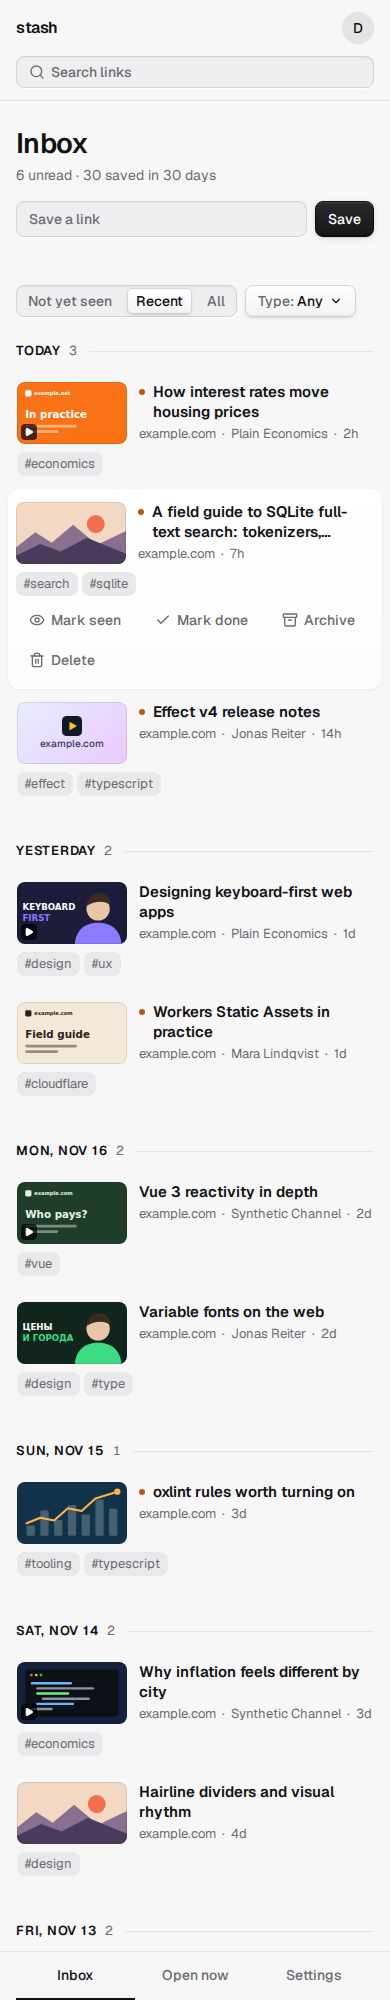 stash
D
Search links
Inbox
6 unread · 30 saved in 30 days
Save a link
Save
Not yet seen
Recent
All
Type: Any
TODAY 3
example.net
In practice
How interest rates move
housing prices
example.com · Plain Economics · 2h
#economics
A field guide to SQLite full-
text search: tokenizers,…
example.com · 7h
#search #sqlite
Mark seen
Mark done
Archive
Delete
example.com
Effect v4 release notes
example.com · Jonas Reiter · 14h
#effect #typescript
YESTERDAY 2
KEYBOARD
FIRST
Designing keyboard-first web
apps
example.com · Plain Economics · 1d
#design #ux
example.com
Field guide
Workers Static Assets in
practice
example.com · Mara Lindqvist · 1d
#cloudflare
MON, NOV 16 2
example.com
Who pays?
Vue 3 reactivity in depth
example.com · Synthetic Channel · 2d
#vue
ЦЕНЫ
И ГОРОДА
Variable fonts on the web
example.com · Jonas Reiter · 2d
#design #type
SUN, NOV 15 1
oxlint rules worth turning on
example.com · 3d
#tooling #typescript
SAT, NOV 14 2
Why inflation feels different by
city
example.com · Synthetic Channel · 3d
#economics
Hairline dividers and visual
rhythm
example.com · 4d
#design
FRI, NOV 13 2
Inbox
Open now
Settings